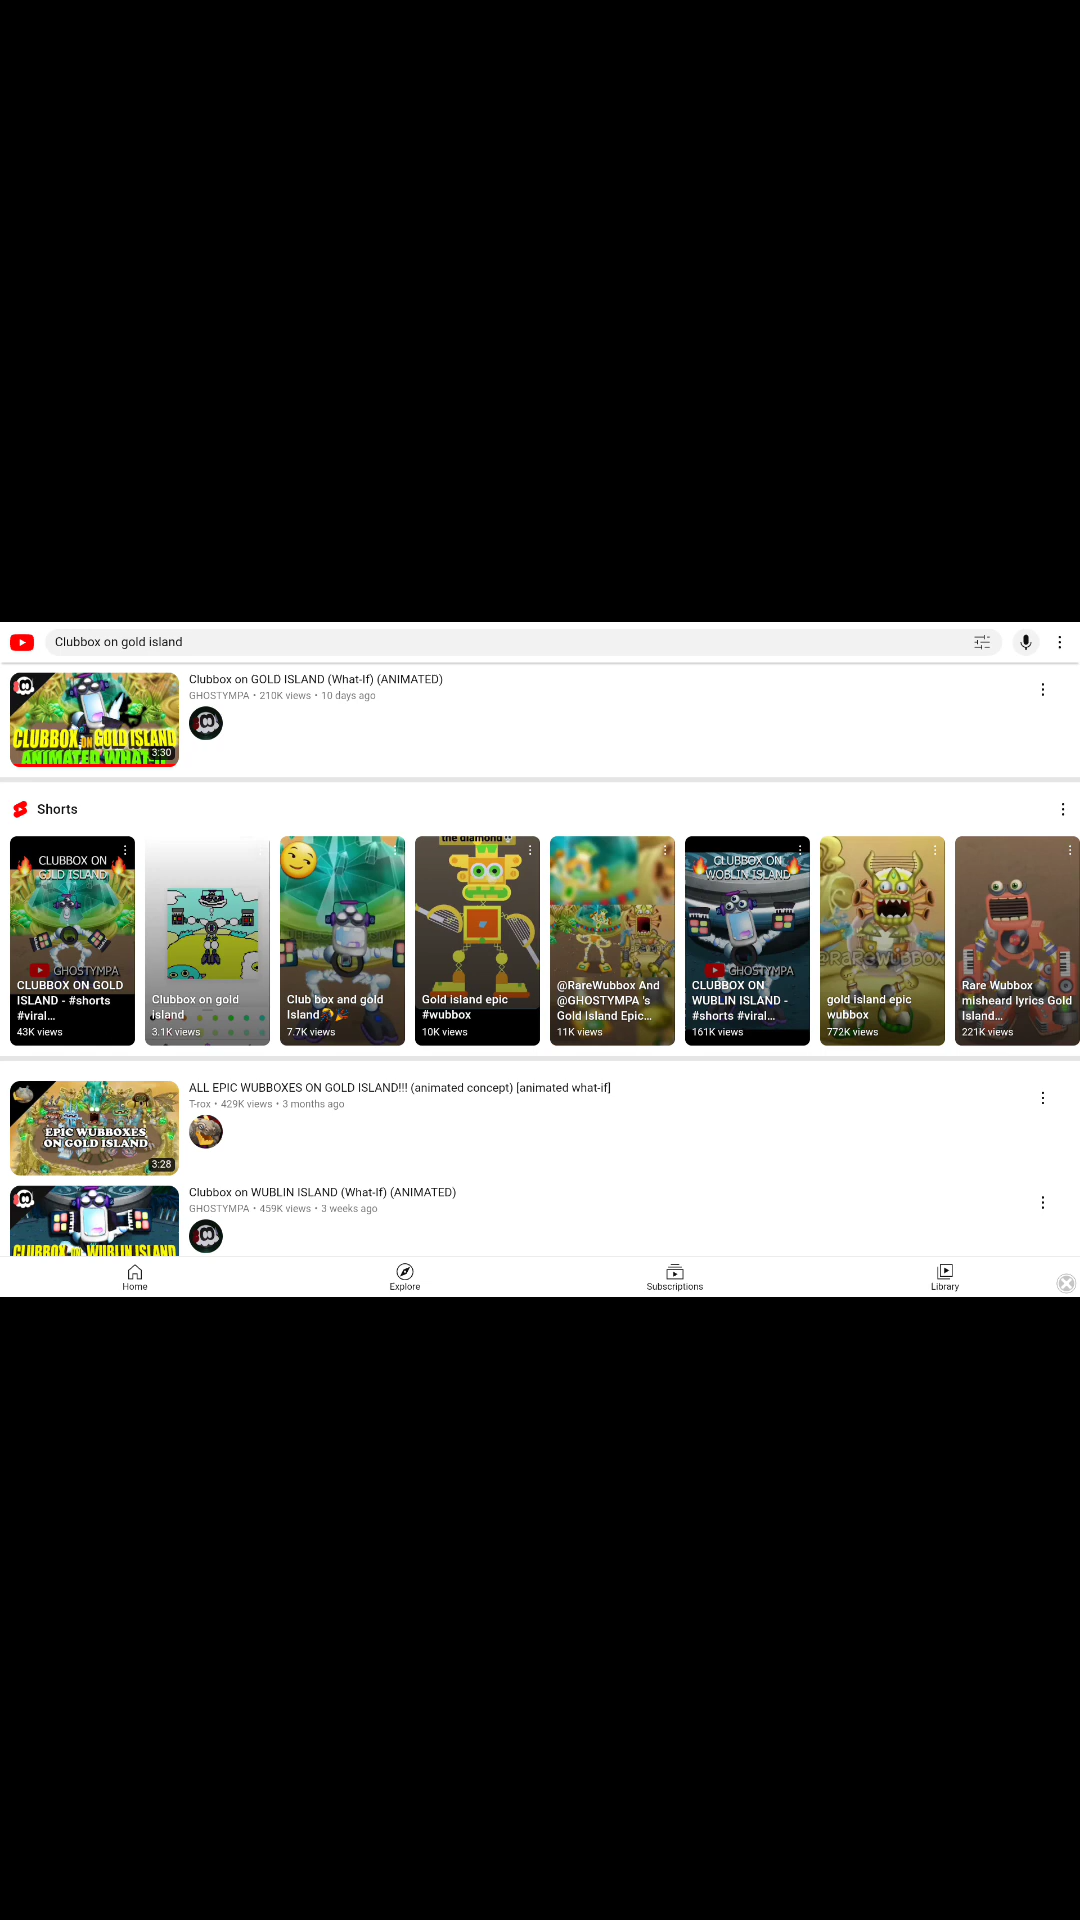 Clubbox on gold island
Clubbox on GOLD ISLAND (What-If) (ANIMATED)
GHOSTYMPA • 210K views • 10 days ago
CLUBBOX ON GOLD ISLAND
ANIMATED WHAT-IF
3:30
Shorts
CLUBBOX ON
GOLD ISLAND
GHOSTYMPA
CLUBBOX ON GOLD
ISLAND - #shorts
#viral...
43K views
Clubbox on gold
island
3.1K views
Club box and gold
Island
7.7K views
the diamond
Gold island epic
#wubbox
10K views
@RareWubbox And
@GHOSTYMPA 's
Gold Island Epic...
11K views
CLUBBOX ON
WOBLIN ISLAND
GHOSTYMPA
CLUBBOX ON
WUBLIN ISLAND -
#shorts #viral...
161K views
@RAREWUBBOX
gold island epic
wubbox
772K views
Rare Wubbox
misheard lyrics Gold
Island...
221K views
ALL EPIC WUBBOXES ON GOLD ISLAND!!! (animated concept) [animated what-if]
T-rox • 429K views • 3 months ago
EPIC WUBBOXES
ON GOLD ISLAND
3:28
Clubbox on WUBLIN ISLAND (What-If) (ANIMATED)
GHOSTYMPA • 459K views • 3 weeks ago
CLUBBOX ON WUBLIN ISLAND
Home
Explore
Subscriptions
Library